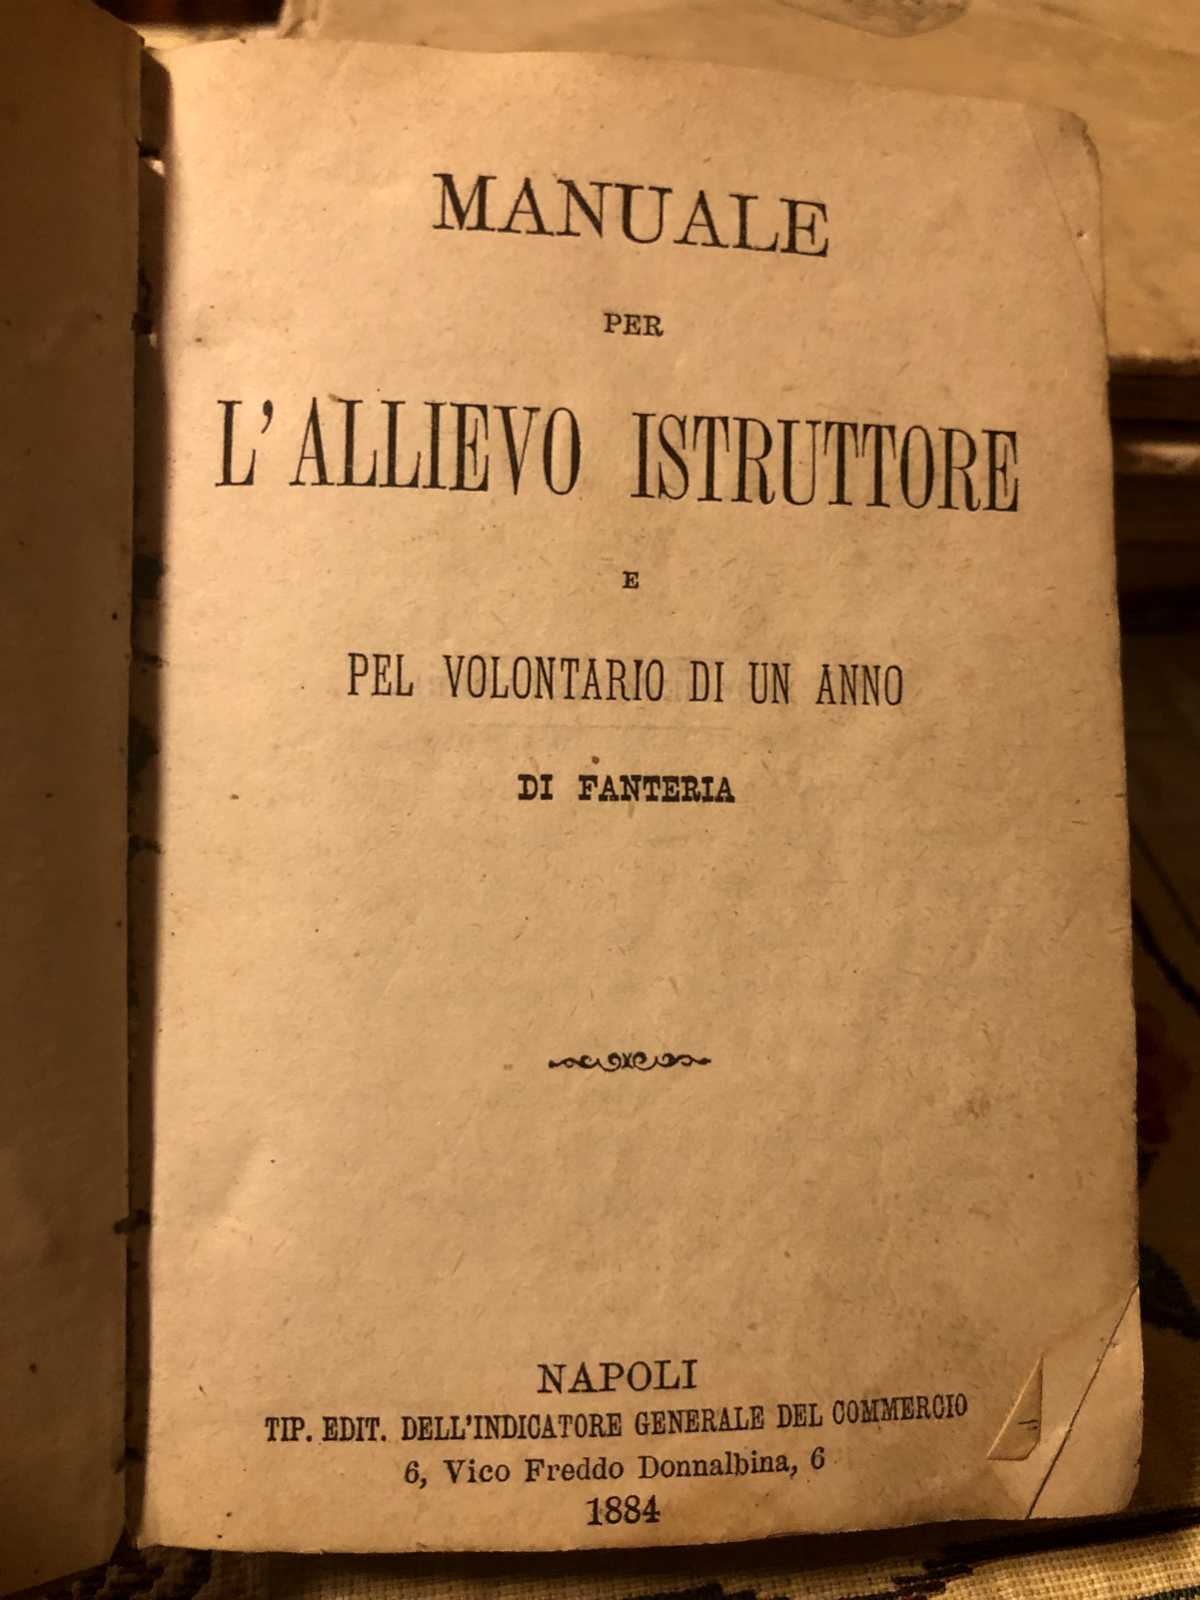 MANUALE
PER
L'ALLIEVO ISTRUTTORE
E
PEL VOLONTARIO DI UN ANNO
DI FANTERIA
NAPOLI
TIP. EDIT. DELL'INDICATORE GENERALE DEL COMMERCIO
6, Vico Freddo Donnalbina, 6
1884